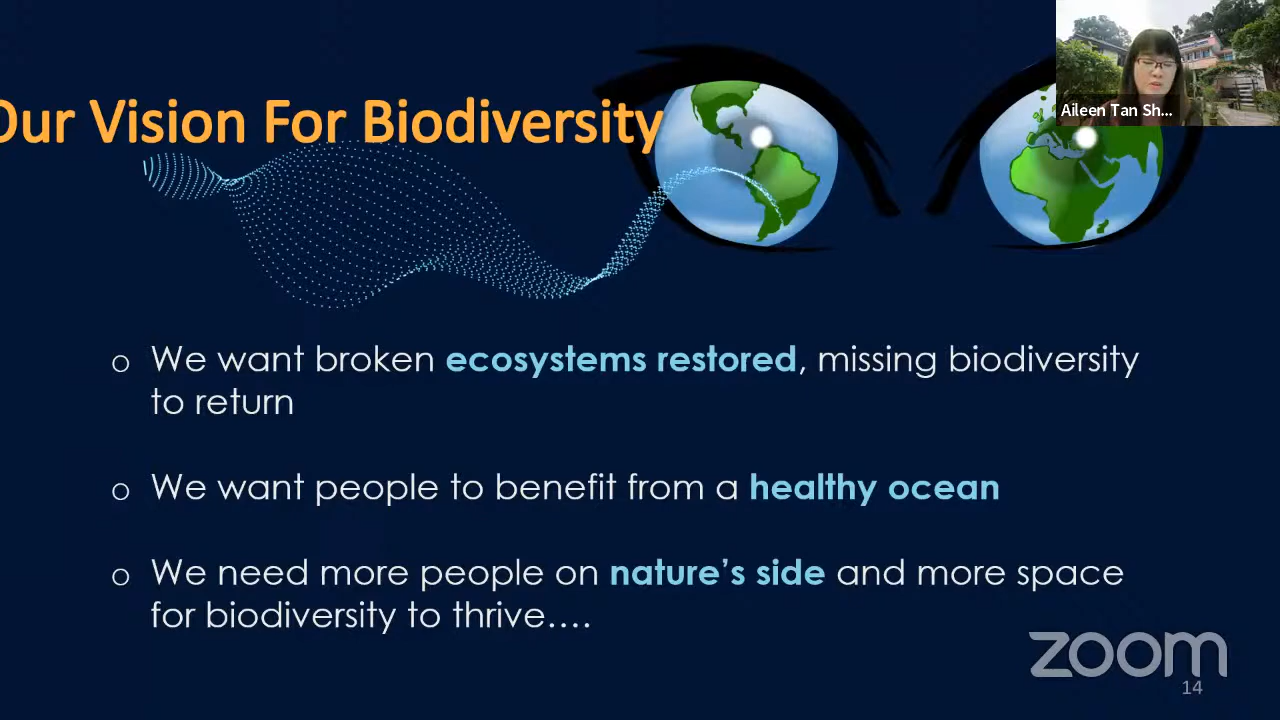 Our Vision For Biodiversity
Aileen Tan Sh...
o We want broken ecosystems restored, missing biodiversity
to return
o We want people to benefit from a healthy ocean
o We need more people on nature's side and more space
for biodiversity to thrive....
zoom
14